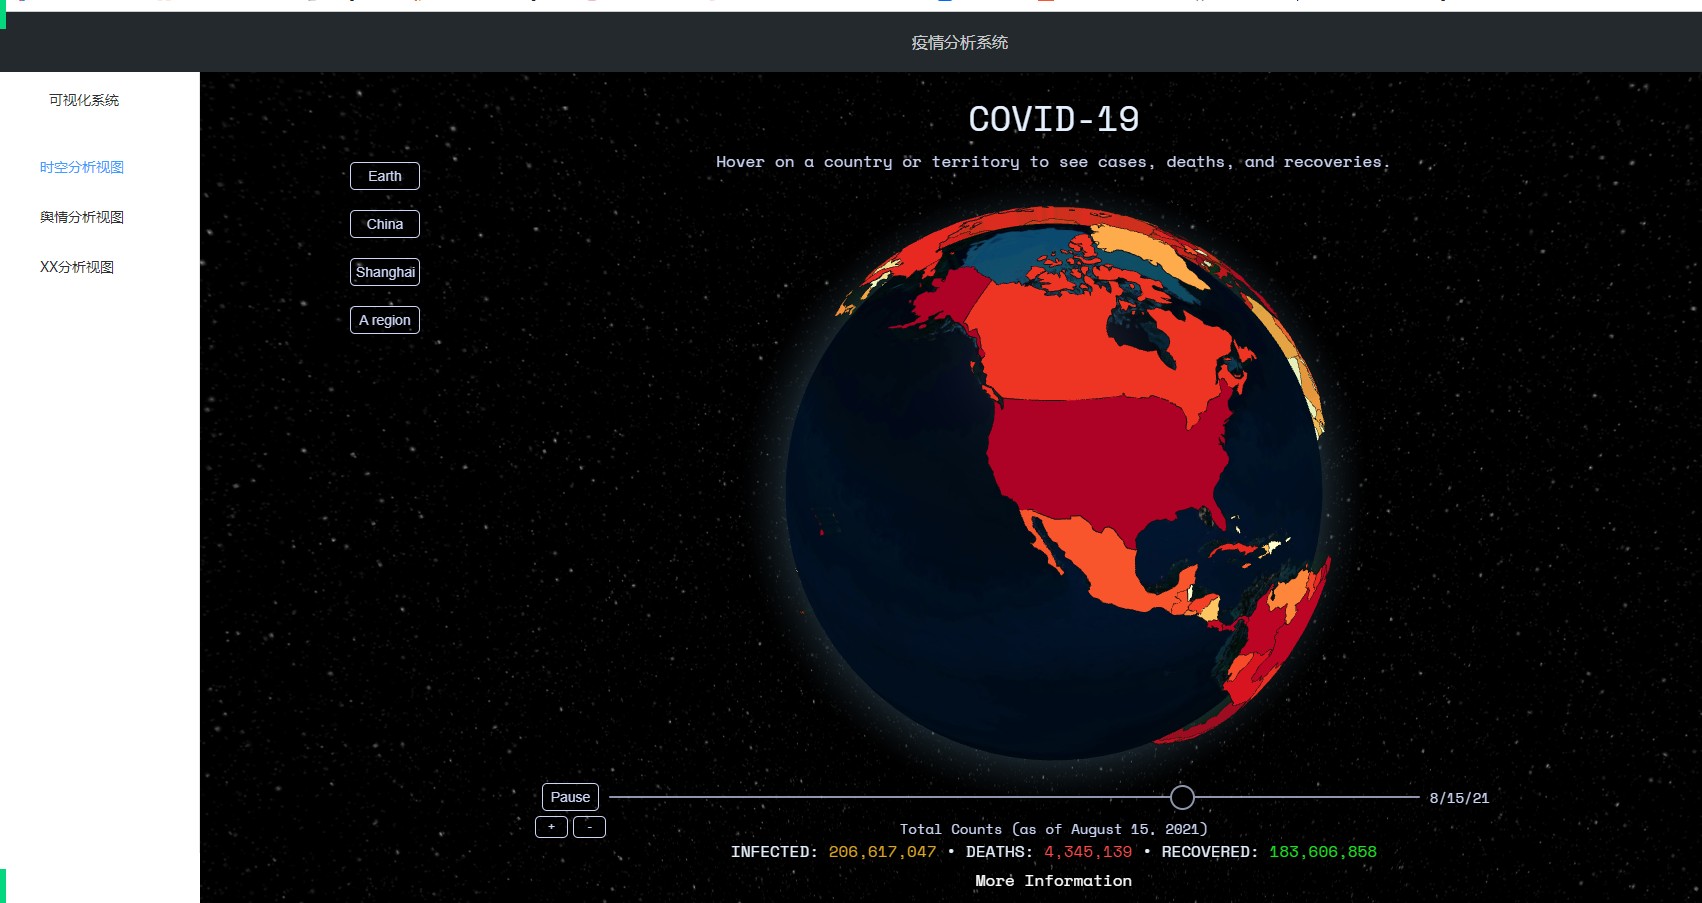 疫情分析系统
可视化系统
时空分析视图
舆情分析视图
XX分析视图
COVID-19
Hover on a country or territory to see cases, deaths, and recoveries.
Earth
China
Shanghai
A region
Pause
8/15/21
+ -
Total Counts (as of August 15, 2021)
INFECTED: 206,617,047 • DEATHS: 4,345,139 • RECOVERED: 183,606,858
More Information